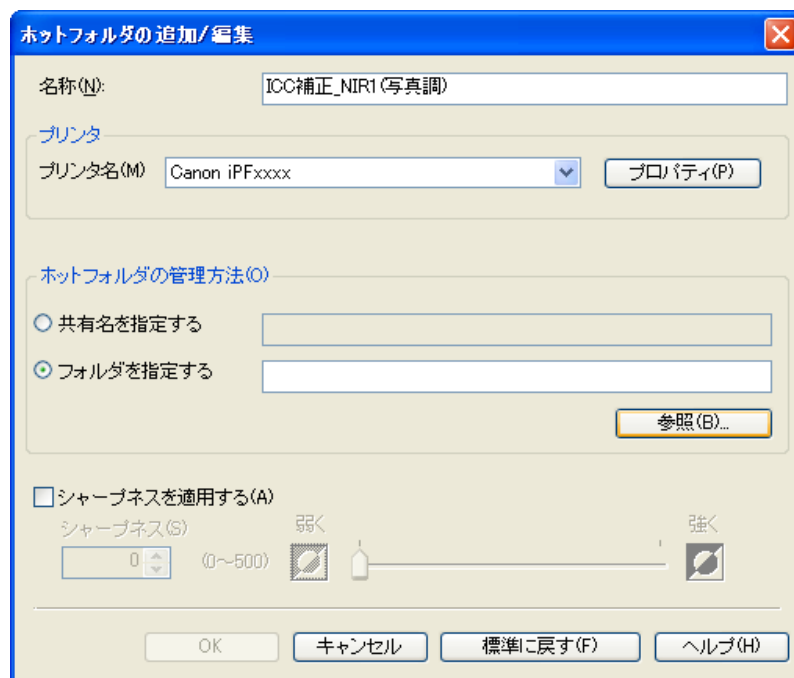 ホットフォルダの追加/編集
名称(N): ICC補正_NIR1(写真調)
プリンタ
プリンタ名(M) Canon iPFxxxx プロパティ(P)
ホットフォルダの管理方法(O)
共有名を指定する
フォルダを指定する
参照(B)...
シャープネスを適用する(A)
シャープネス(S) 弱く 強く
0 (0～500)
OK キャンセル 標準に戻す(F) ヘルプ(H)